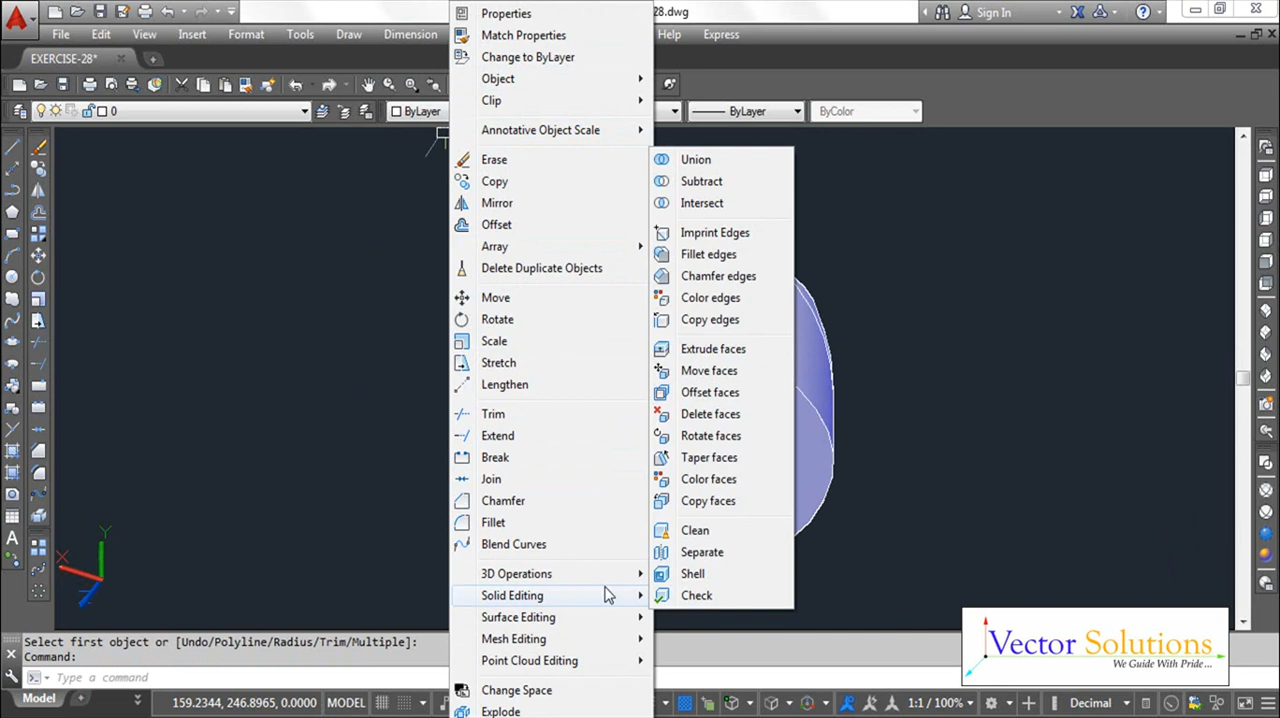 28.dwg
Sign In
File Edit View Insert Format Tools Draw Dimension Help Express
EXERCISE-28*
0
ByLayer
ByLayer
ByColor
Properties
Match Properties
Change to ByLayer
Object
Clip
Annotative Object Scale
Erase
Copy
Mirror
Offset
Array
Delete Duplicate Objects
Move
Rotate
Scale
Stretch
Lengthen
Trim
Extend
Break
Join
Chamfer
Fillet
Blend Curves
3D Operations
Solid Editing
Surface Editing
Mesh Editing
Point Cloud Editing
Change Space
Explode
Union
Subtract
Intersect
Imprint Edges
Fillet edges
Chamfer edges
Color edges
Copy edges
Extrude faces
Move faces
Offset faces
Delete faces
Rotate faces
Taper faces
Color faces
Copy faces
Clean
Separate
Shell
Check
Y
X
A
Select first object or [Undo/Polyline/Radius/Trim/Multiple]:
Command:
Type a command
Vector Solutions
We Guide With Pride ...
Model
159.2344, 246.8965, 0.0000 MODEL
1:1 / 100%
Decimal